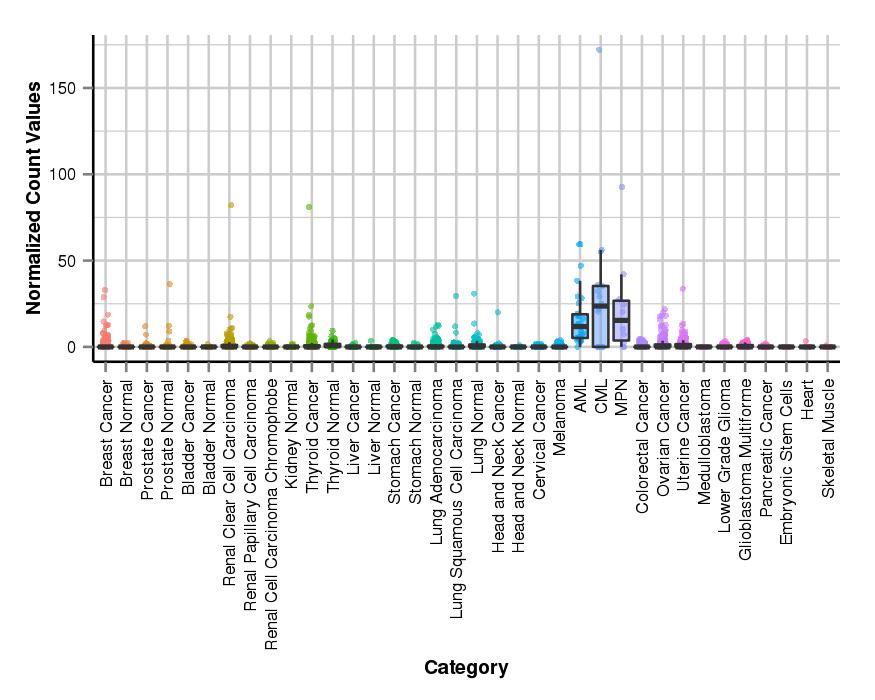 Normalized Count Values
150
100
50
0
Breast Cancer
Breast Normal
Prostate Cancer
Prostate Normal
Bladder Cancer
Bladder Normal
Renal Clear Cell Carcinoma
Renal Papillary Cell Carcinoma
Renal Cell Carcinoma Chromophobe
Kidney Normal
Thyroid Cancer
Thyroid Normal
Liver Cancer
Liver Normal
Stomach Cancer
Stomach Normal
Lung Adenocarcinoma
Lung Squamous Cell Carcinoma
Lung Normal
Head and Neck Cancer
Head and Neck Normal
Cervical Cancer
Melanoma
AML
CML
MPN
Colorectal Cancer
Ovarian Cancer
Uterine Cancer
Medulloblastoma
Lower Grade Glioma
Glioblastoma Multiforme
Pancreatic Cancer
Embryonic Stem Cells
Heart
Skeletal Muscle
Category